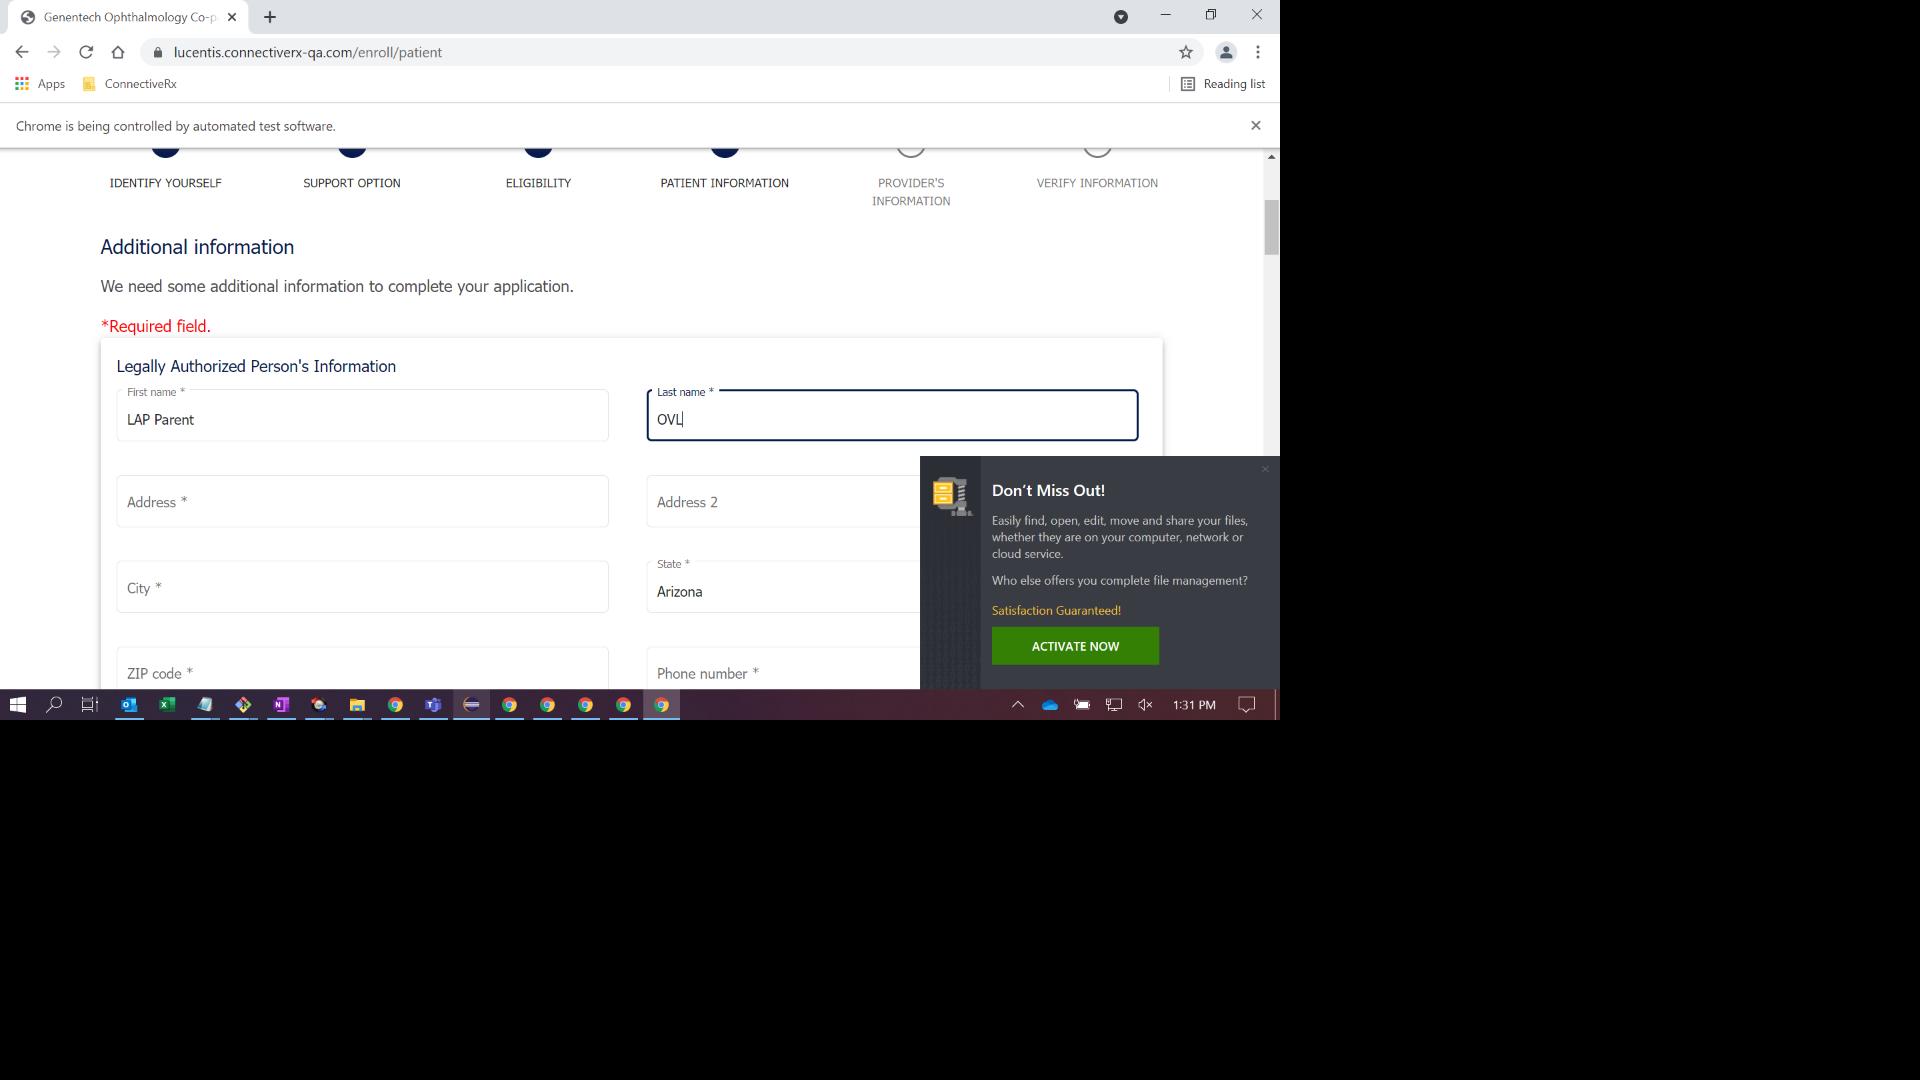 Genentech Ophthalmology Co-p
lucentis.connectiverx-qa.com/enroll/patient
Apps
ConnectiveRx
Reading list
Chrome is being controlled by automated test software.
IDENTIFY YOURSELF
SUPPORT OPTION
ELIGIBILITY
PATIENT INFORMATION
PROVIDER'S
INFORMATION
VERIFY INFORMATION
Additional information
We need some additional information to complete your application.
*Required field.
Legally Authorized Person's Information
First name *
LAP Parent
Last name *
OVL
Address *
Address 2
City *
State *
Arizona
ZIP code *
Phone number *
Don't Miss Out!
Easily find, open, edit, move and share your files,
whether they are on your computer, network or
cloud service.
Who else offers you complete file management?
Satisfaction Guaranteed!
ACTIVATE NOW
1:31 PM